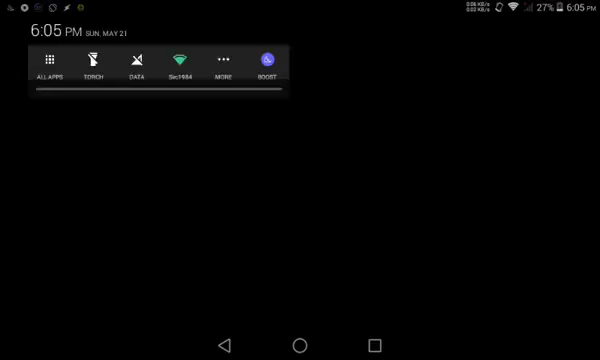 0.06 KB/s
0.03 KB/s
27% 6:05 PM
6:05 PM SUN, MAY 21
ALL APPS TORCH DATA Sic1984 MORE BOOST